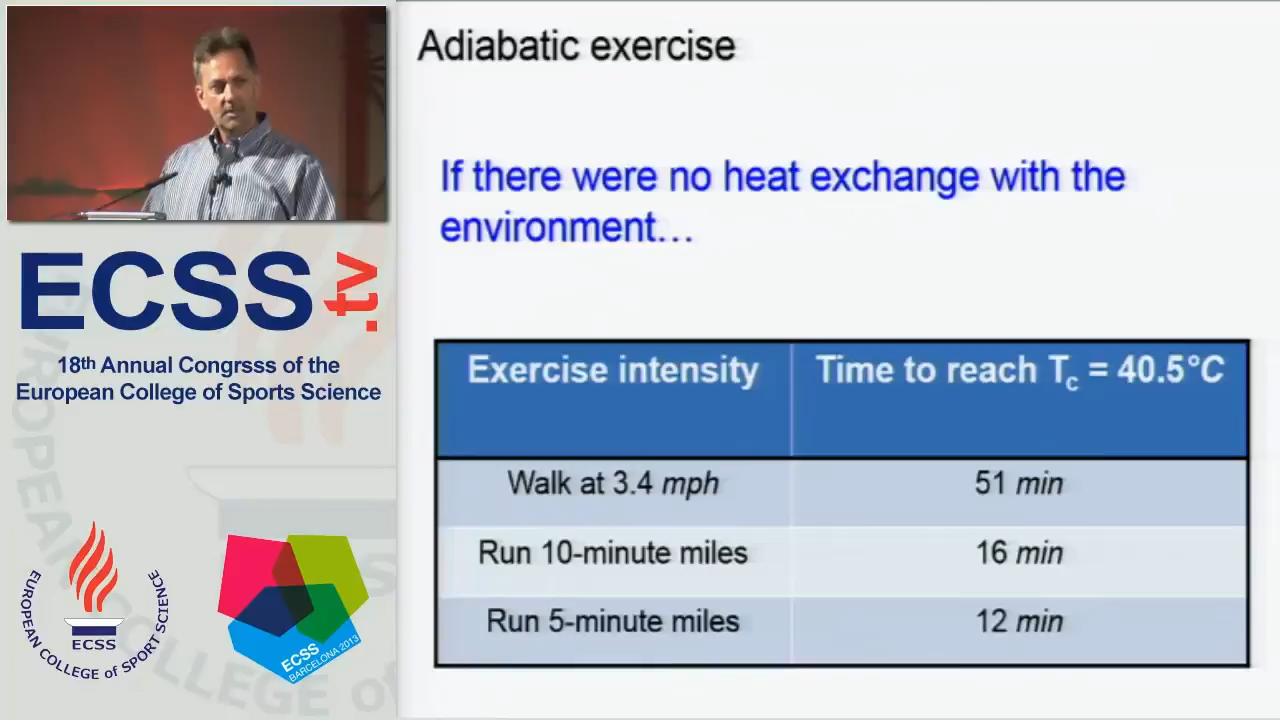 Adiabatic exercise
If there were no heat exchange with the
environment…
Exercise intensity Time to reach Tc = 40.5°C
Walk at 3.4 mph 51 min
Run 10-minute miles 16 min
Run 5-minute miles 12 min
ECSS.tv
18th Annual Congrsss of the
European College of Sports Science
EUROPEAN COLLEGE of SPORT SCIENCE
ECSS
ECSS
BARCELONA 2013
EUROPEAN COLLEGE of